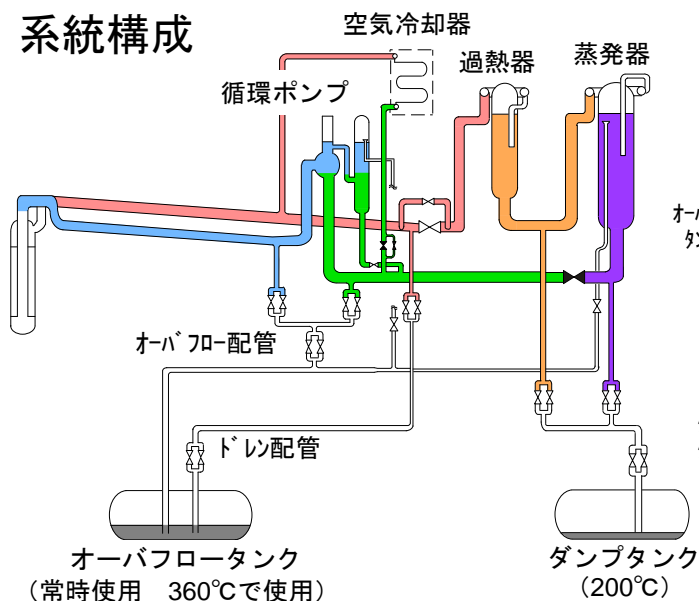 系統構成
空気冷却器
過熱器
蒸発器
循環ポンプ
ｵｰﾊﾞﾌﾛｰ配管
ﾄﾞﾚﾝ配管
オーバフロータンク
（常時使用　360℃で使用）
ダンプタンク
（200℃）